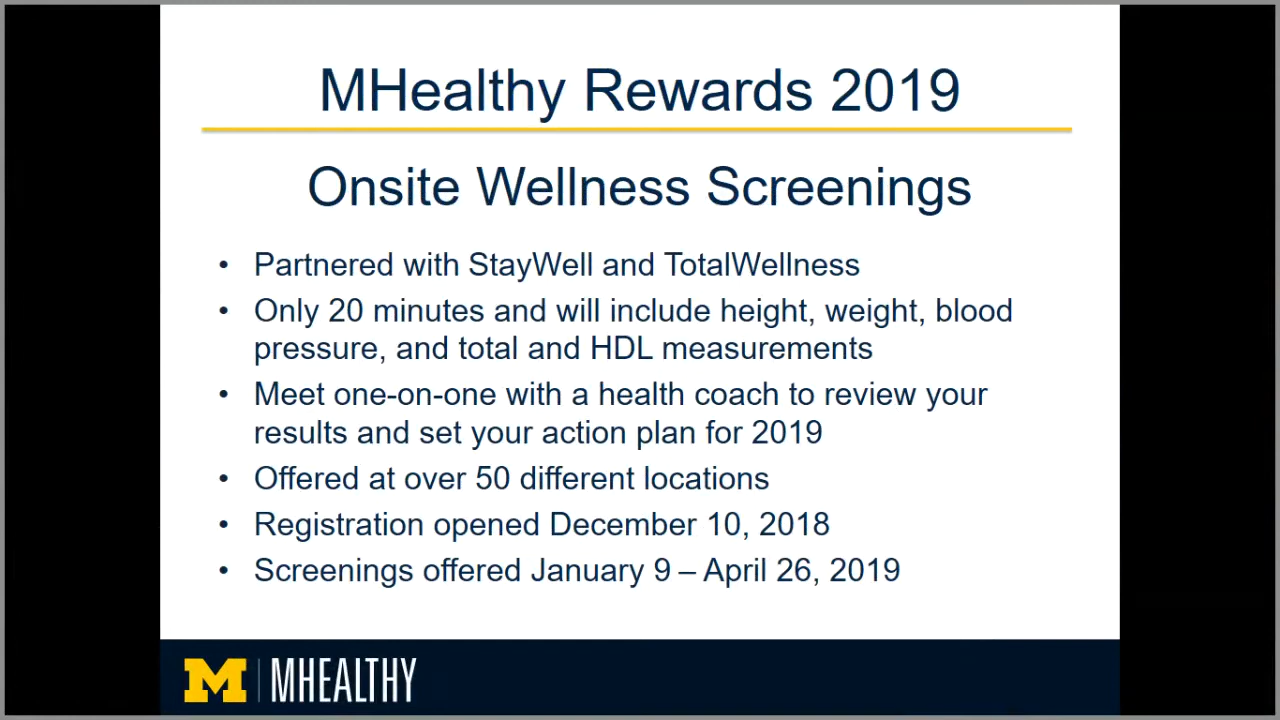 MHealthy Rewards 2019
Onsite Wellness Screenings
• Partnered with StayWell and TotalWellness
• Only 20 minutes and will include height, weight, blood
pressure, and total and HDL measurements
• Meet one-on-one with a health coach to review your
results and set your action plan for 2019
• Offered at over 50 different locations
• Registration opened December 10, 2018
• Screenings offered January 9 – April 26, 2019
M | MHEALTHY